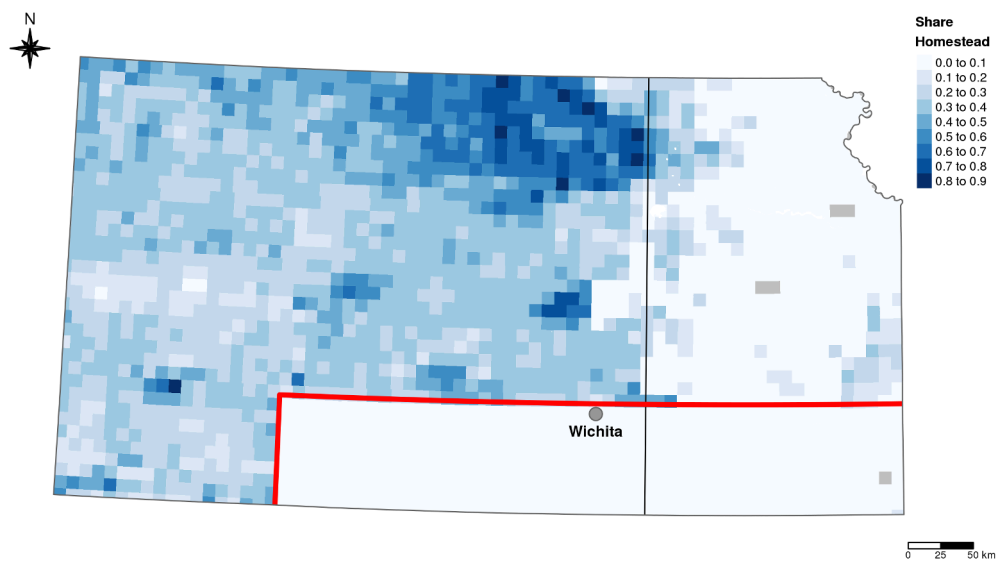 N
Share
Homestead
0.0 to 0.1
0.1 to 0.2
0.2 to 0.3
0.3 to 0.4
0.4 to 0.5
0.5 to 0.6
0.6 to 0.7
0.7 to 0.8
0.8 to 0.9
Wichita
0 25 50 km